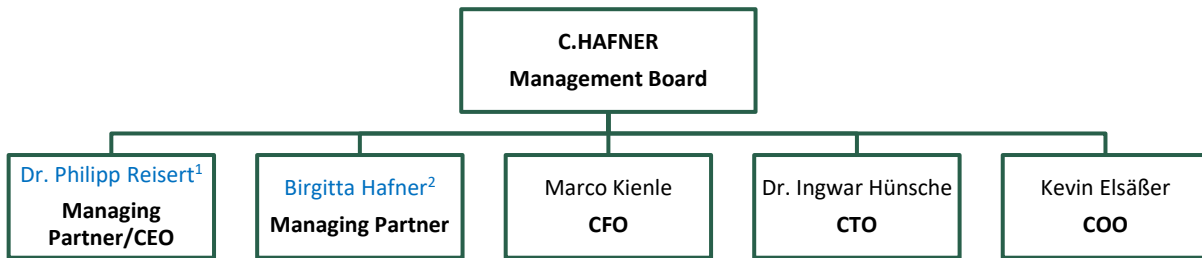 C.HAFNER
Management Board
Dr. Philipp Reisert¹
Managing
Partner/CEO
Birgitta Hafner²
Managing Partner
Marco Kienle
CFO
Dr. Ingwar Hünsche
CTO
Kevin Elsäßer
COO